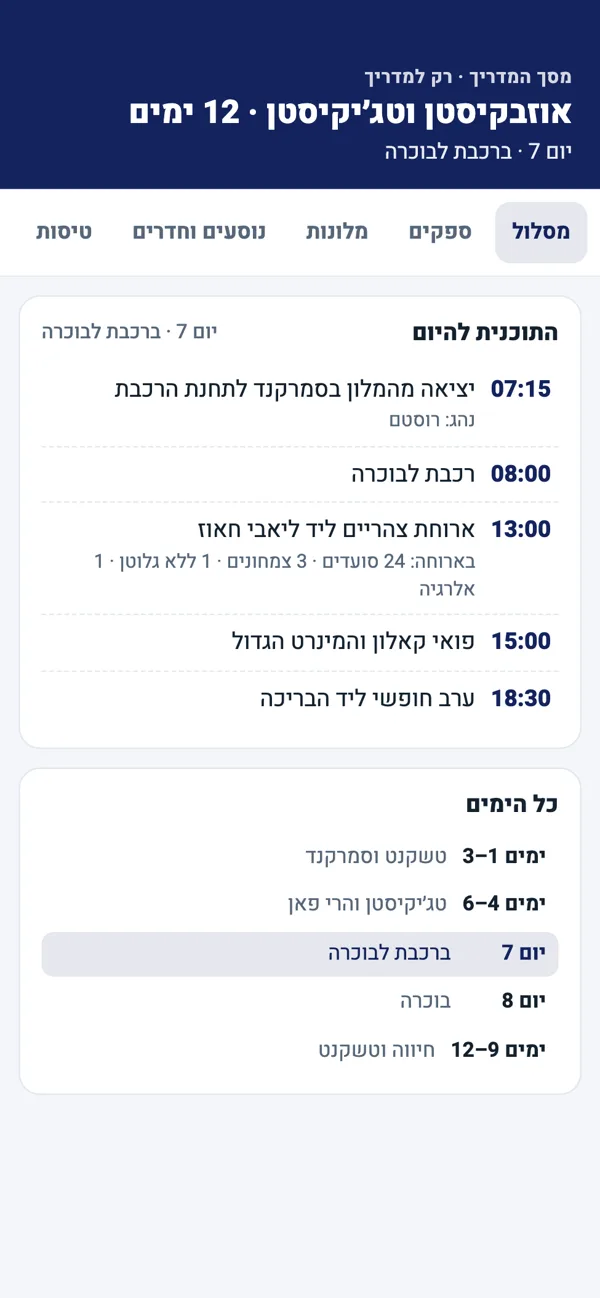 מסך המדריך · רק למדריך
אוזבקיסטן וטג׳יקיסטן · 12 ימים
יום 7 · ברכבת לבוכרה
מסלול
ספקים
מלונות
נוסעים וחדרים
טיסות
התוכנית להיום
יום 7 · ברכבת לבוכרה
07:15 יציאה מהמלון בסמרקנד לתחנת הרכבת
נהג: רוסטם
08:00 רכבת לבוכרה
13:00 ארוחת צהריים ליד ליאבי חאוז
בארוחה: 24 סועדים · 3 צמחונים · 1 ללא גלוטן · 1
אלרגיה
15:00 פואי קאלון והמינרט הגדול
18:30 ערב חופשי ליד הבריכה
כל הימים
ימים 1–3 טשקנט וסמרקנד
ימים 4–6 טג׳יקיסטן והרי פאן
יום 7 ברכבת לבוכרה
יום 8 בוכרה
ימים 9–12 חיווה וטשקנט